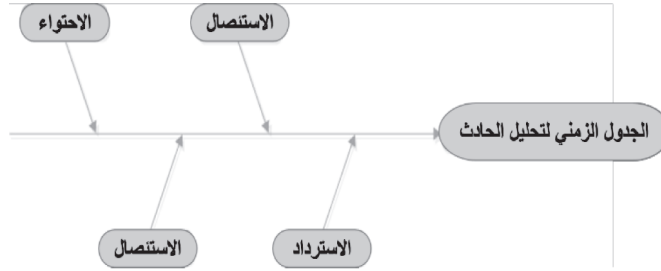 الاحتواء
الاستئصال
الجدول الزمني لتحليل الحادث
الاستئصال
الاسترداد